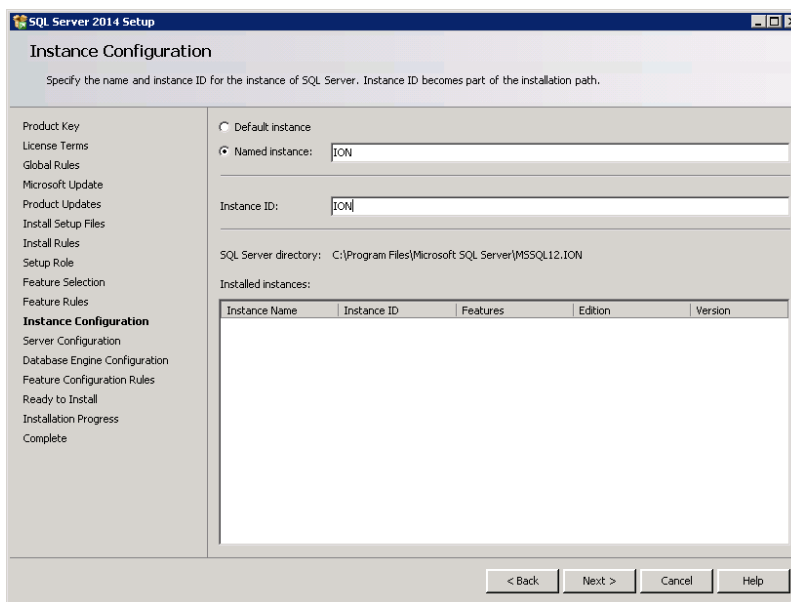 SQL Server 2014 Setup
Instance Configuration
Specify the name and instance ID for the instance of SQL Server. Instance ID becomes part of the installation path.
Product Key
License Terms
Global Rules
Microsoft Update
Product Updates
Install Setup Files
Install Rules
Setup Role
Feature Selection
Feature Rules
Instance Configuration
Server Configuration
Database Engine Configuration
Feature Configuration Rules
Ready to Install
Installation Progress
Complete
Default instance
Named instance: ION
Instance ID: ION
SQL Server directory: C:\Program Files\Microsoft SQL Server\MSSQL12.ION
Installed instances:
Instance Name Instance ID Features Edition Version
< Back Next > Cancel Help